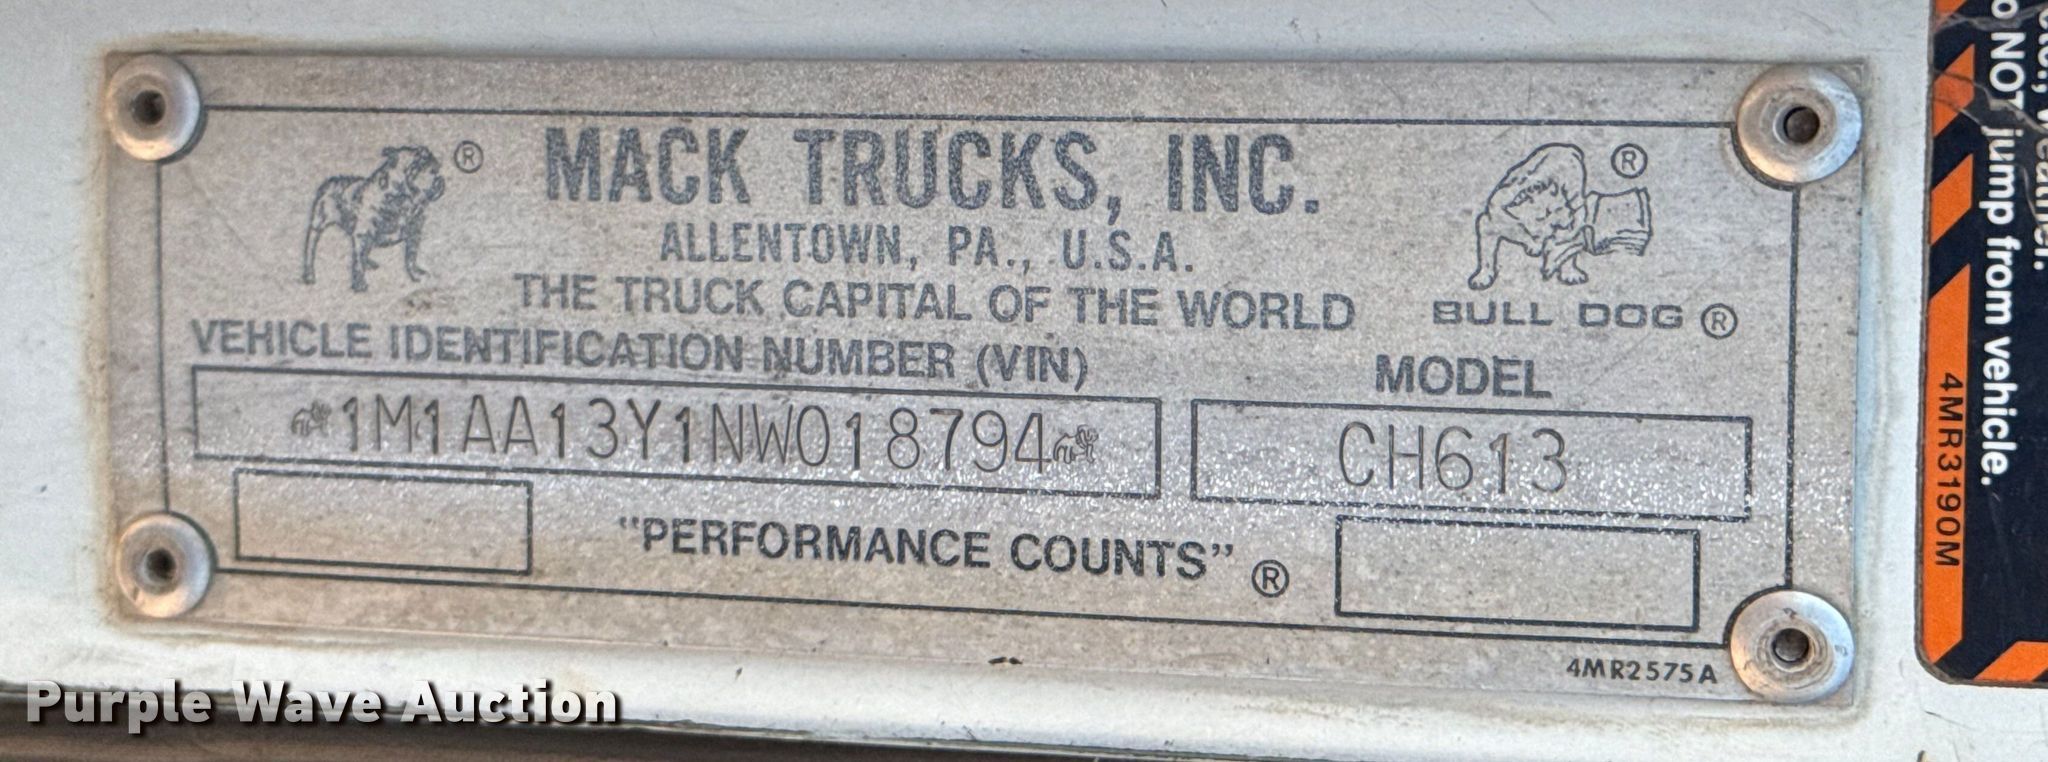 ® MACK TRUCKS, INC. ®
ALLENTOWN, PA., U.S.A.
THE TRUCK CAPITAL OF THE WORLD
BULL DOG ®
VEHICLE IDENTIFICATION NUMBER (VIN)
MODEL
1M1AA13Y1NW018794
CH613
"PERFORMANCE COUNTS" ®
4MR2575A
NOT jump from vehicle.
4MR3190M
Purple Wave Auction